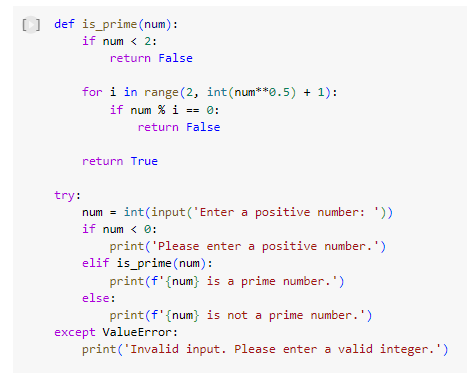 def is_prime(num):
    if num < 2:
        return False

    for i in range(2, int(num**0.5) + 1):
        if num % i == 0:
            return False

    return True

try:
    num = int(input('Enter a positive number: '))
    if num < 0:
        print('Please enter a positive number.')
    elif is_prime(num):
        print(f'{num} is a prime number.')
    else:
        print(f'{num} is not a prime number.')
except ValueError:
    print('Invalid input. Please enter a valid integer.')